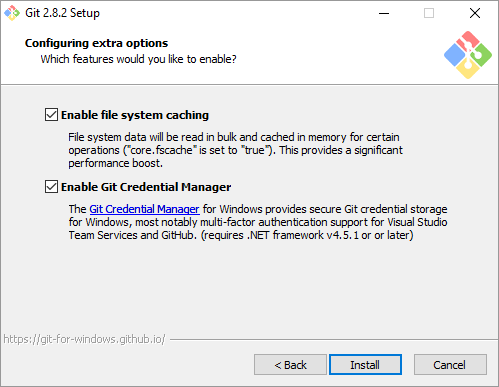 Git 2.8.2 Setup
Configuring extra options
Which features would you like to enable?
Enable file system caching
File system data will be read in bulk and cached in memory for certain
operations ("core.fscache" is set to "true"). This provides a significant
performance boost.
Enable Git Credential Manager
The Git Credential Manager for Windows provides secure Git credential storage
for Windows, most notably multi-factor authentication support for Visual Studio
Team Services and GitHub. (requires .NET framework v4.5.1 or or later)
https://git-for-windows.github.io/
< Back
Install
Cancel